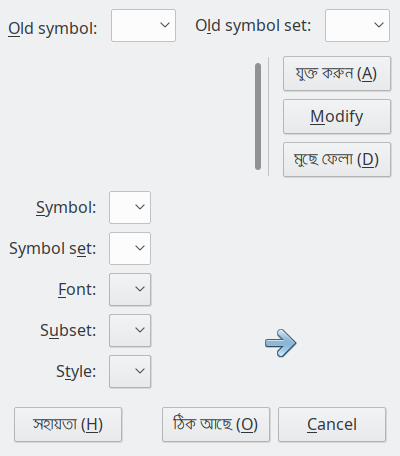 Old symbol: Old symbol set:
যুক্ত করুন (A)
Modify
মুছে ফেলা (D)
Symbol:
Symbol set:
Font:
Subset:
Style:
সহায়তা (H) ঠিক আছে (O) Cancel